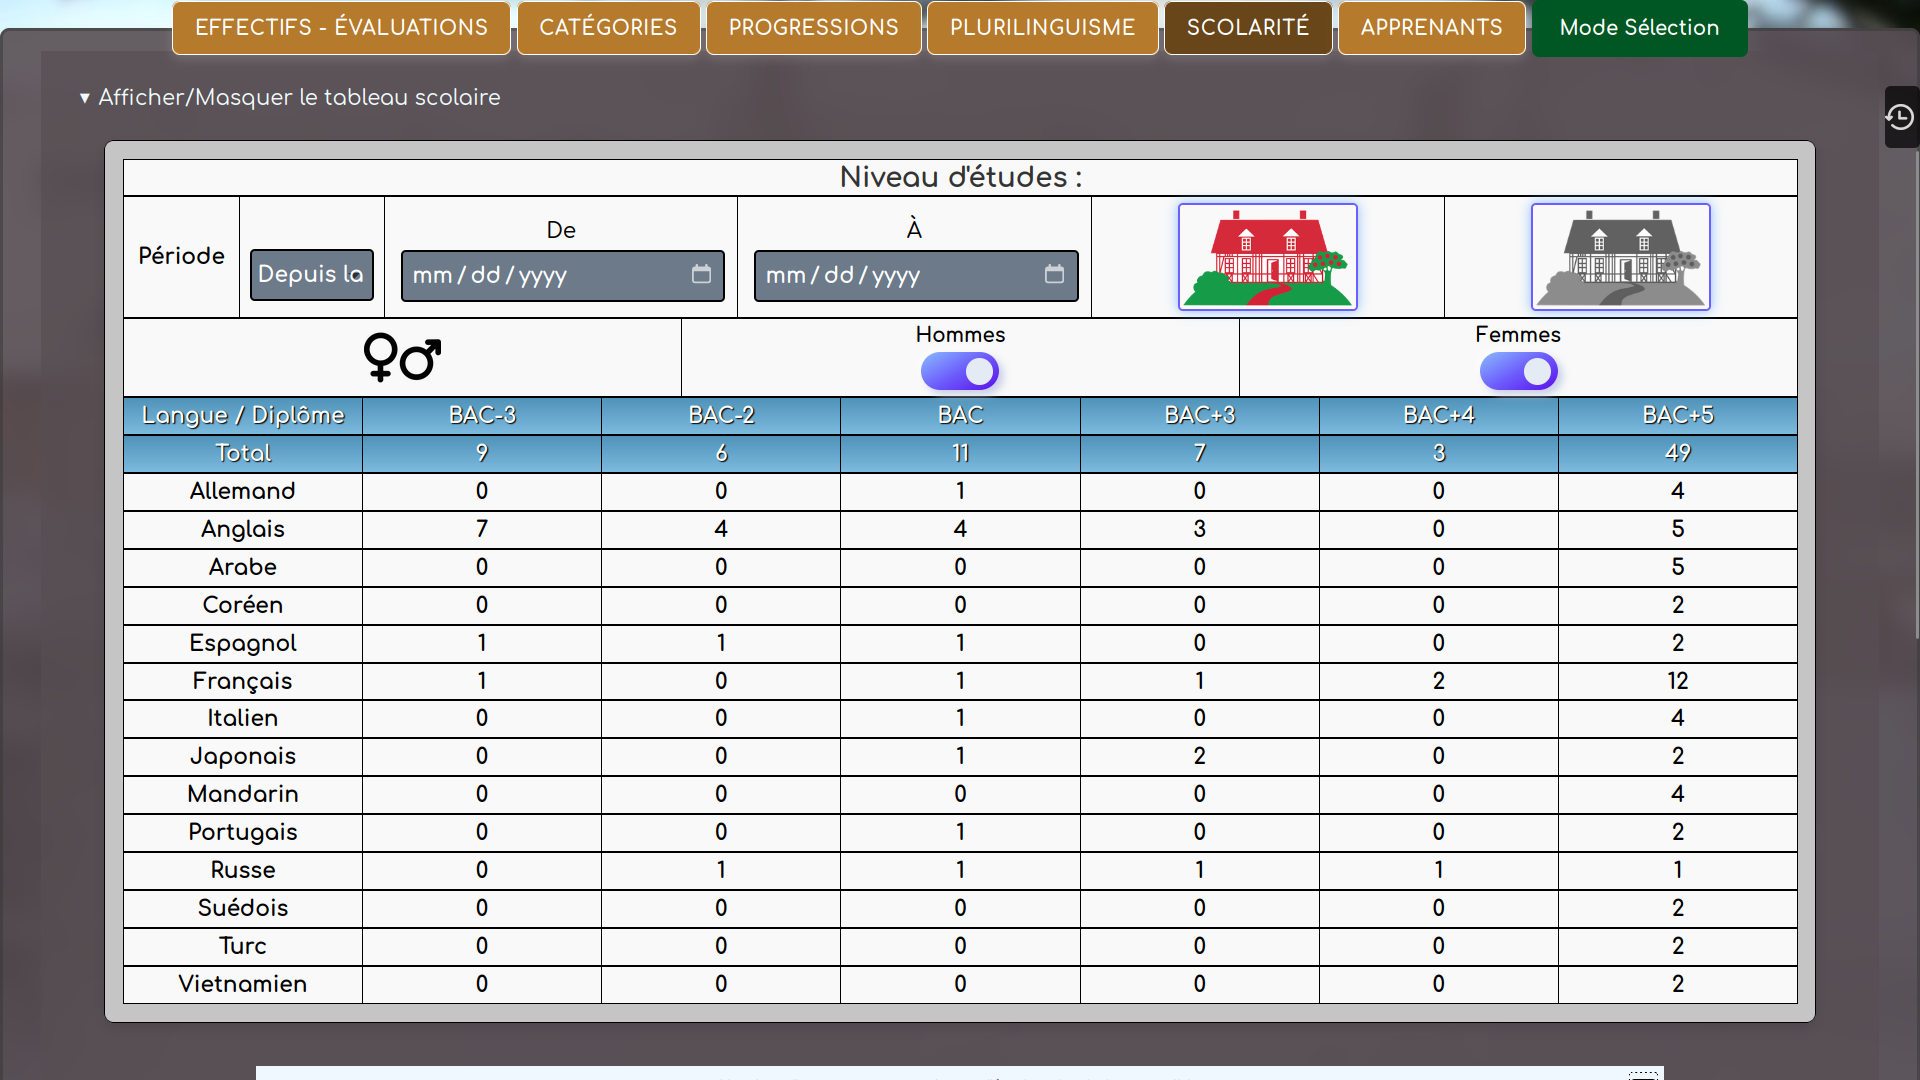 EFFECTIFS - ÉVALUATIONS CATÉGORIES PROGRESSIONS PLURILINGUISME SCOLARITÉ APPRENANTS Mode Sélection
▼ Afficher/Masquer le tableau scolaire
Niveau d'études :
Période Depuis la De mm/dd/yyyy À mm/dd/yyyy
Hommes Femmes
Langue / Diplôme BAC-3 BAC-2 BAC BAC+3 BAC+4 BAC+5
Total 9 6 11 7 3 49
Allemand 0 0 1 0 0 4
Anglais 7 4 4 3 0 5
Arabe 0 0 0 0 0 5
Coréen 0 0 0 0 0 2
Espagnol 1 1 1 0 0 2
Français 1 0 1 1 2 12
Italien 0 0 1 0 0 4
Japonais 0 0 1 2 0 2
Mandarin 0 0 0 0 0 4
Portugais 0 0 1 0 0 2
Russe 0 1 1 1 1 1
Suédois 0 0 0 0 0 2
Turc 0 0 0 0 0 2
Vietnamien 0 0 0 0 0 2